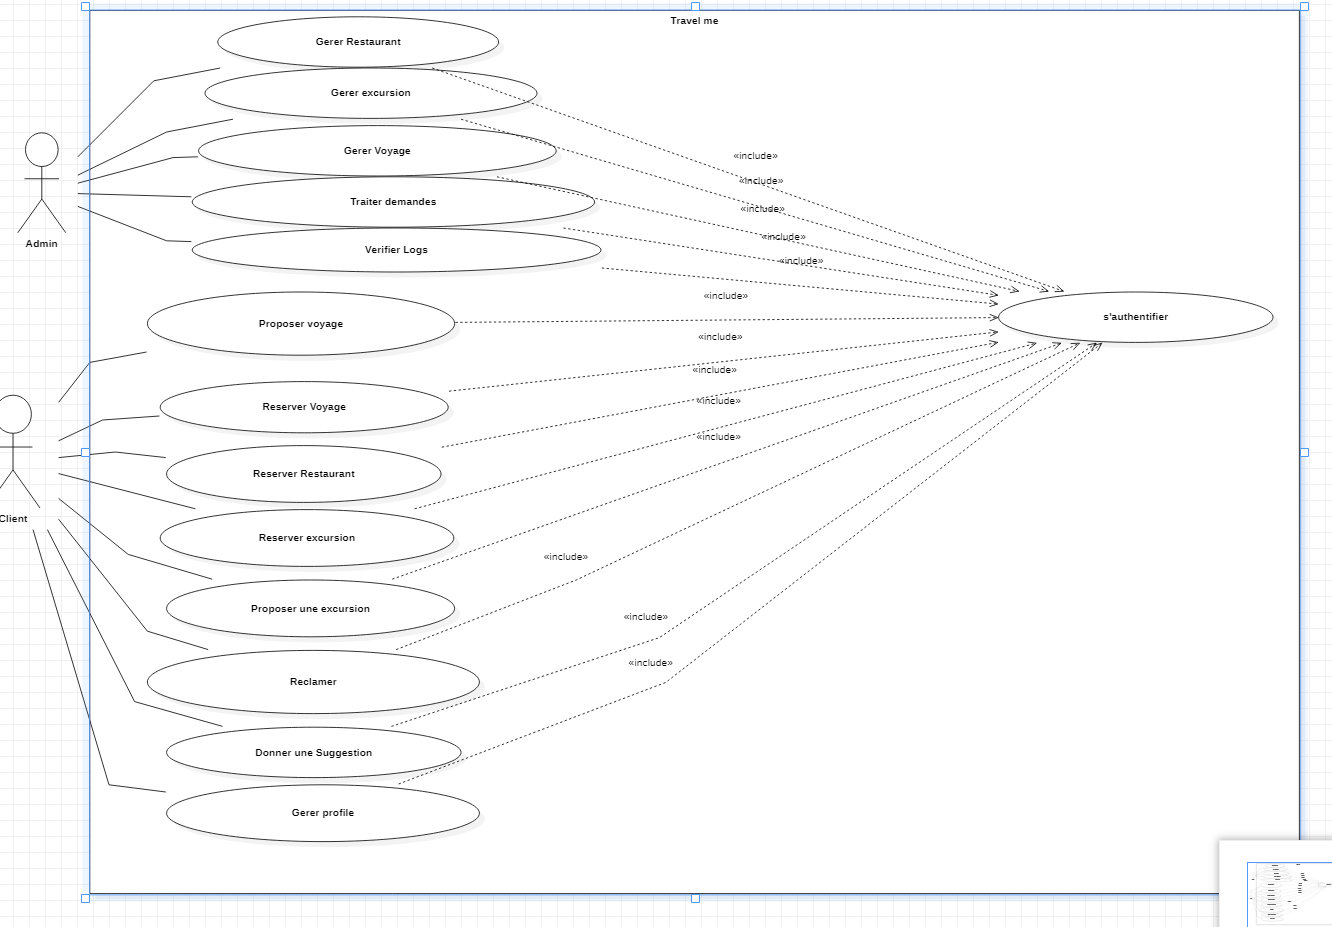 Travel me
Gerer Restaurant
Gerer excursion
Gerer Voyage
Traiter demandes
Verifier Logs
Admin
«include»
«include»
«include»
«include»
«include»
«include»
s'authentifier
Proposer voyage
«include»
«include»
«include»
«include»
Reserver Voyage
Reserver Restaurant
Client
Reserver excursion
«include»
Proposer une excursion
«include»
«include»
Reclamer
Donner une Suggestion
Gerer profile